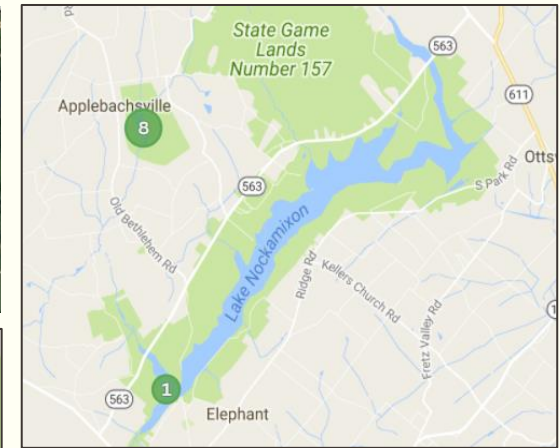 State Game
Lands
Number 157
563
611
Applebachsville
8
Otts
563
S Park Rd
Old Bethlehem Rd
Lake Nockamixon
Ridge Rd
Kellers Church Rd
Fretz Valley Rd
1
563
Elephant